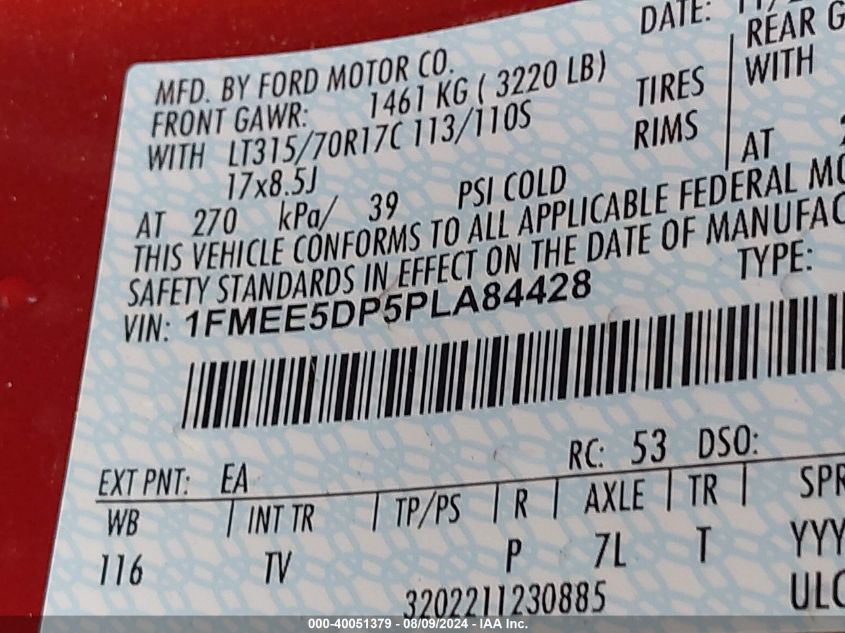 DATE:
MFD. BY FORD MOTOR CO.
FRONT GAWR: 1461 KG ( 3220 LB)
REAR G
WITH LT315/70R17C 113/110S TIRES
WITH
17x8.5J RIMS
AT 270 kPa/ 39 PSI COLD
AT
THIS VEHICLE CONFORMS TO ALL APPLICABLE FEDERAL MO
SAFETY STANDARDS IN EFFECT ON THE DATE OF MANUFAC
VIN: 1FMEE5DP5PLA84428
TYPE:
EXT PNT: EA RC: 53 DSO:
WB | INT TR | TP/PS | R | AXLE | TR | SPR
116 TV P 7L T YYY
3202211230885 ULC
000-40051379 - 08/09/2024 - IAA Inc.